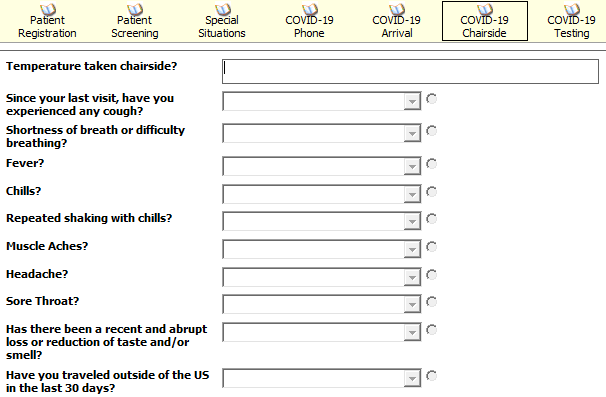 Patient Registration
Patient Screening
Special Situations
COVID-19 Phone
COVID-19 Arrival
COVID-19 Chairside
COVID-19 Testing
Temperature taken chairside?
Since your last visit, have you
experienced any cough?
Shortness of breath or difficulty
breathing?
Fever?
Chills?
Repeated shaking with chills?
Muscle Aches?
Headache?
Sore Throat?
Has there been a recent and abrupt
loss or reduction of taste and/or
smell?
Have you traveled outside of the US
in the last 30 days?